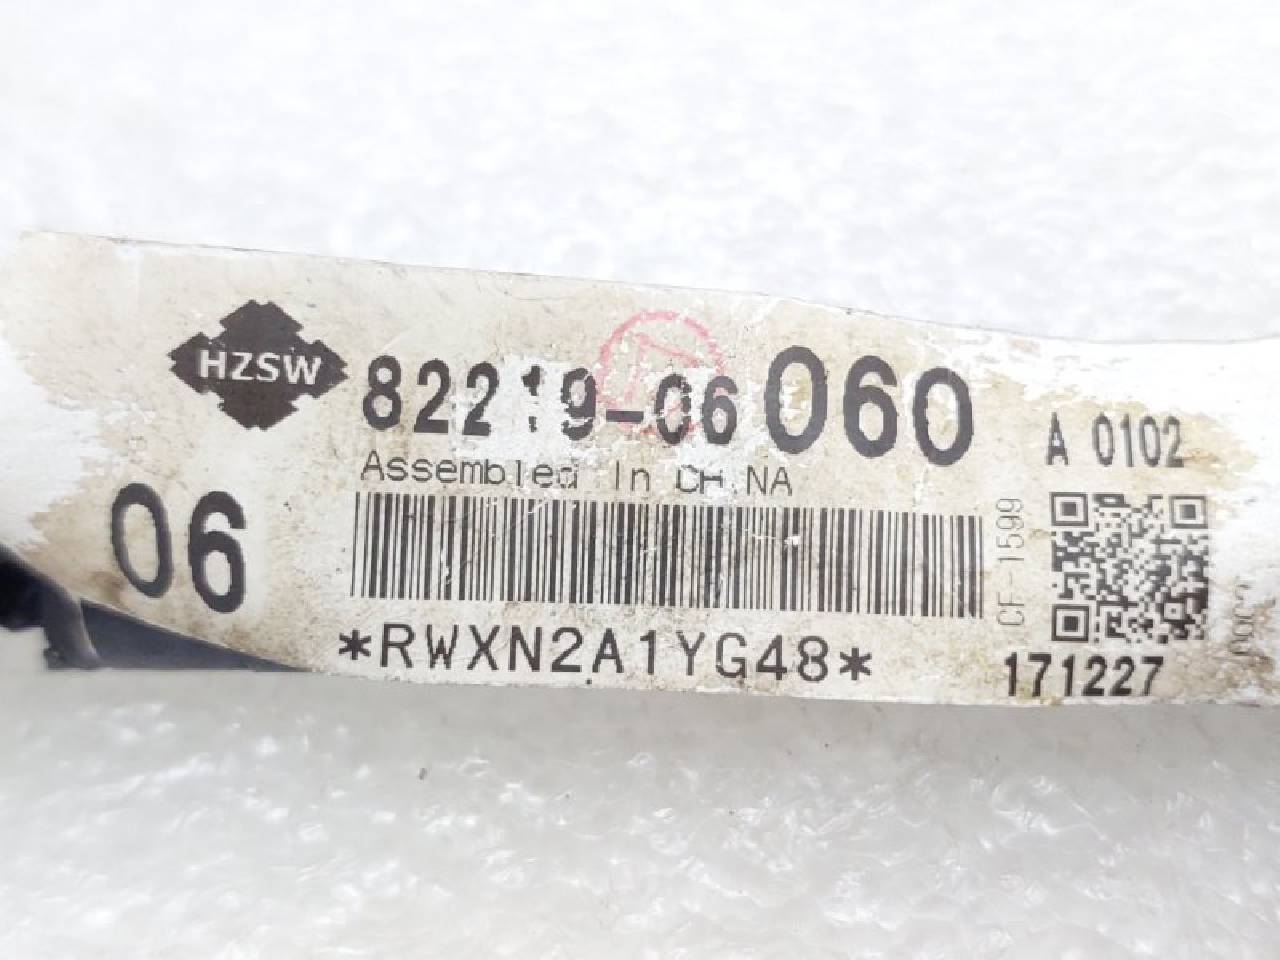 HZSW 82219-06060 A 0102
Assembled In CHINA
06
CF-1599
*RWXN2A1YG48*
171227